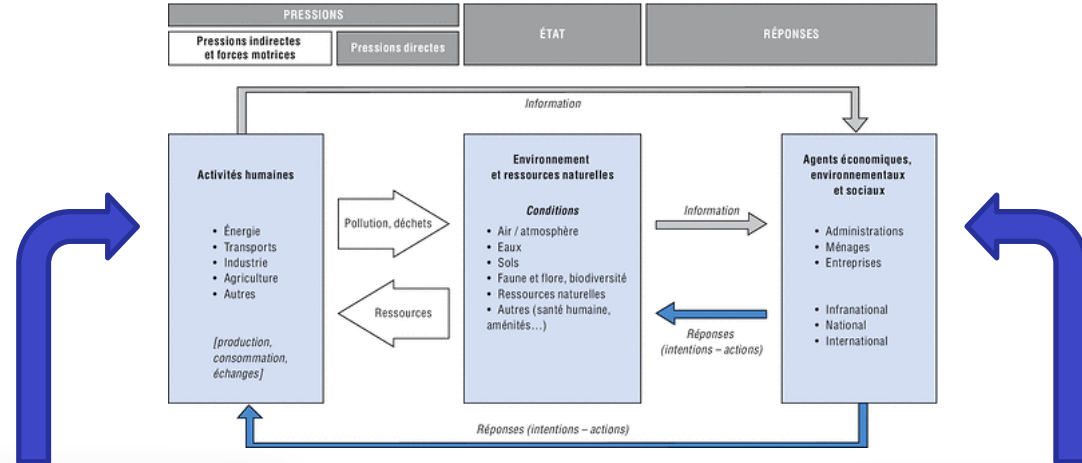 PRESSIONS
ÉTAT
RÉPONSES
Pressions indirectes
et forces motrices
Pressions directes
Information
Activités humaines
• Énergie
• Transports
• Industrie
• Agriculture
• Autres
[production,
consommation,
échanges]
Pollution, déchets
Ressources
Environnement
et ressources naturelles
Conditions
• Air / atmosphère
• Eaux
• Sols
• Faune et flore, biodiversité
• Ressources naturelles
• Autres (santé humaine,
aménités...)
Information
Réponses
(intentions – actions)
Agents économiques,
environnementaux
et sociaux
• Administrations
• Ménages
• Entreprises
• Infranational
• National
• International
Réponses (intentions – actions)